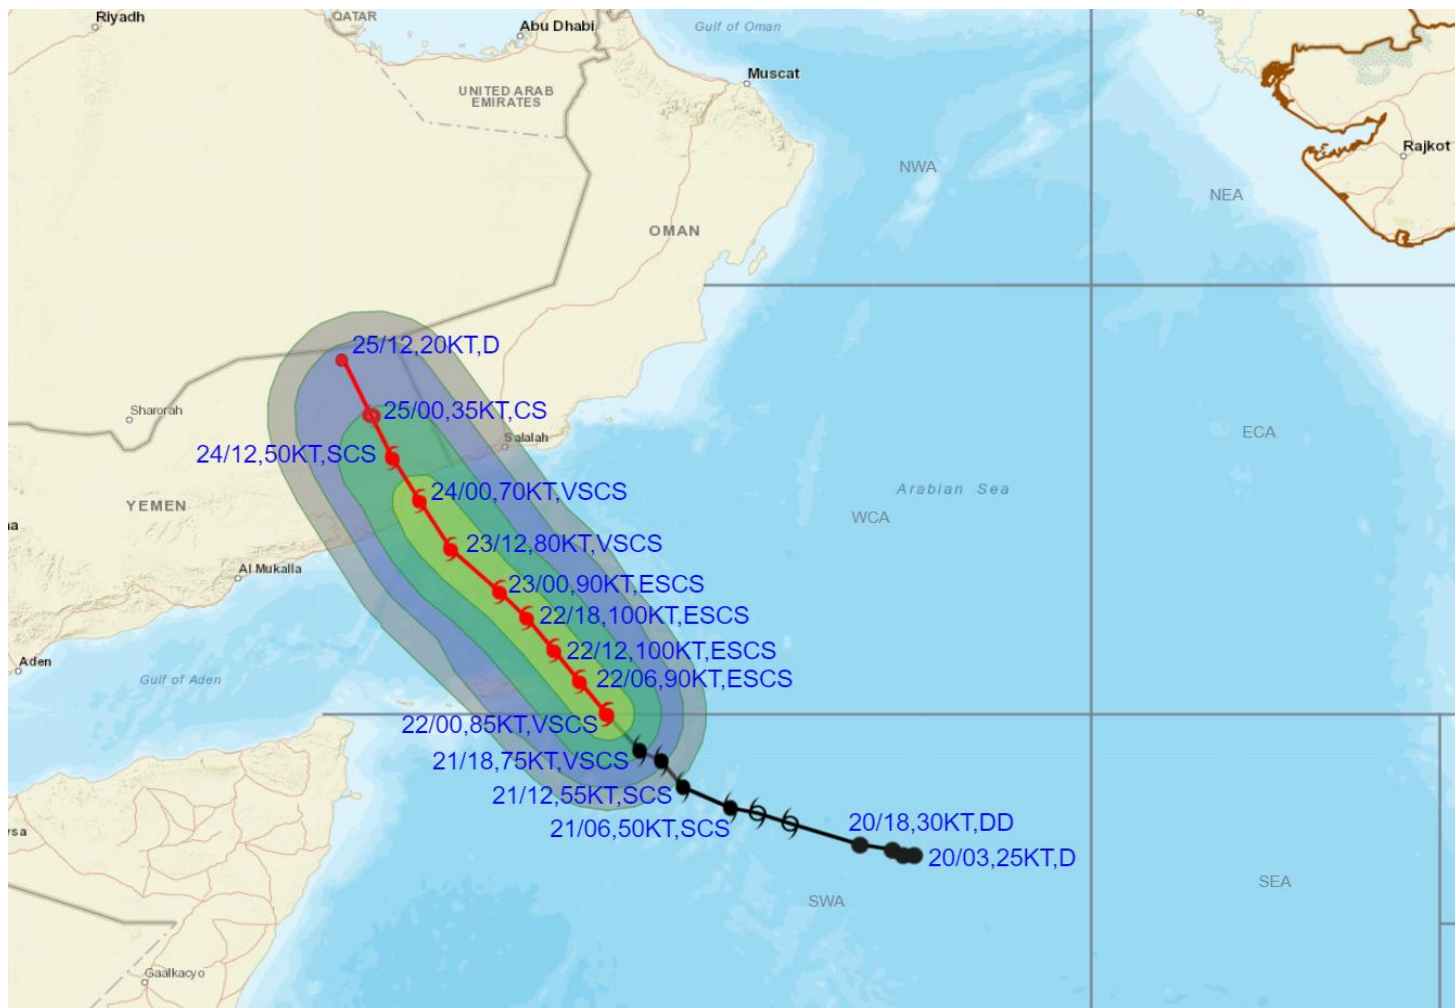 Riyadh
QATAR
Abu Dhabi
Gulf of Oman
Muscat
UNITED ARAB
EMIRATES
Rajkot
NWA
NEA
OMAN
25/12,20KT,D
Sharorah
25/00,35KT,CS
Salalah
ECA
24/12,50KT,SCS
24/00,70KT,VSCS
Arabian Sea
YEMEN
WCA
23/12,80KT,VSCS
Al Mukalla
23/00,90KT,ESCS
22/18,100KT,ESCS
22/12,100KT,ESCS
Aden
Gulf of Aden
22/06,90KT,ESCS
22/00,85KT,VSCS
21/18,75KT,VSCS
21/12,55KT,SCS
21/06,50KT,SCS
20/18,30KT,DD
20/03,25KT,D
SEA
SWA
Gaalkacyo